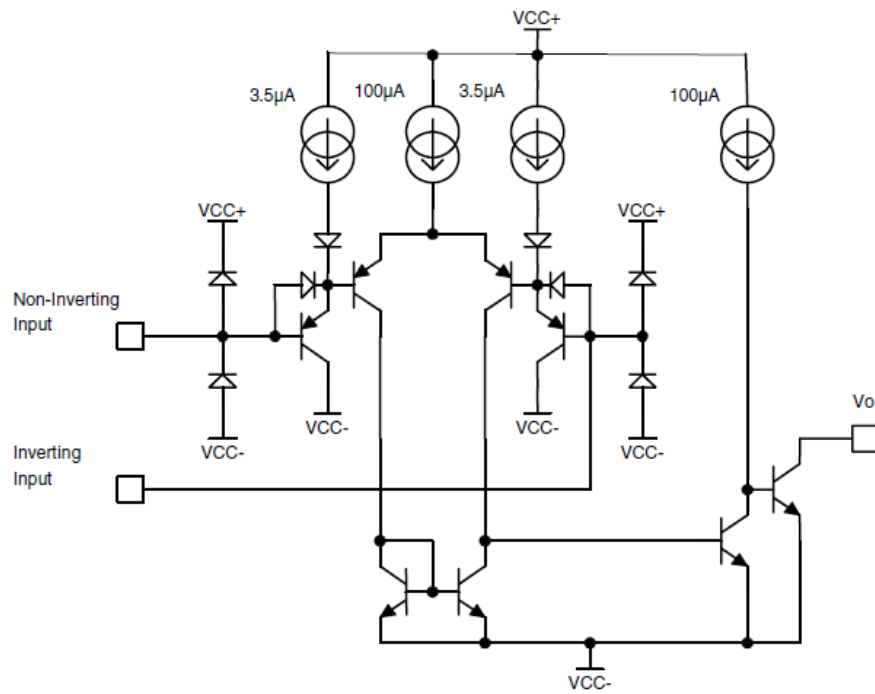 VCC+
3.5µA
100µA
3.5µA
100µA
VCC+
VCC+
Non-Inverting
Input
VCC-
VCC-
VCC-
VCC-
Vo
Inverting
Input
VCC-